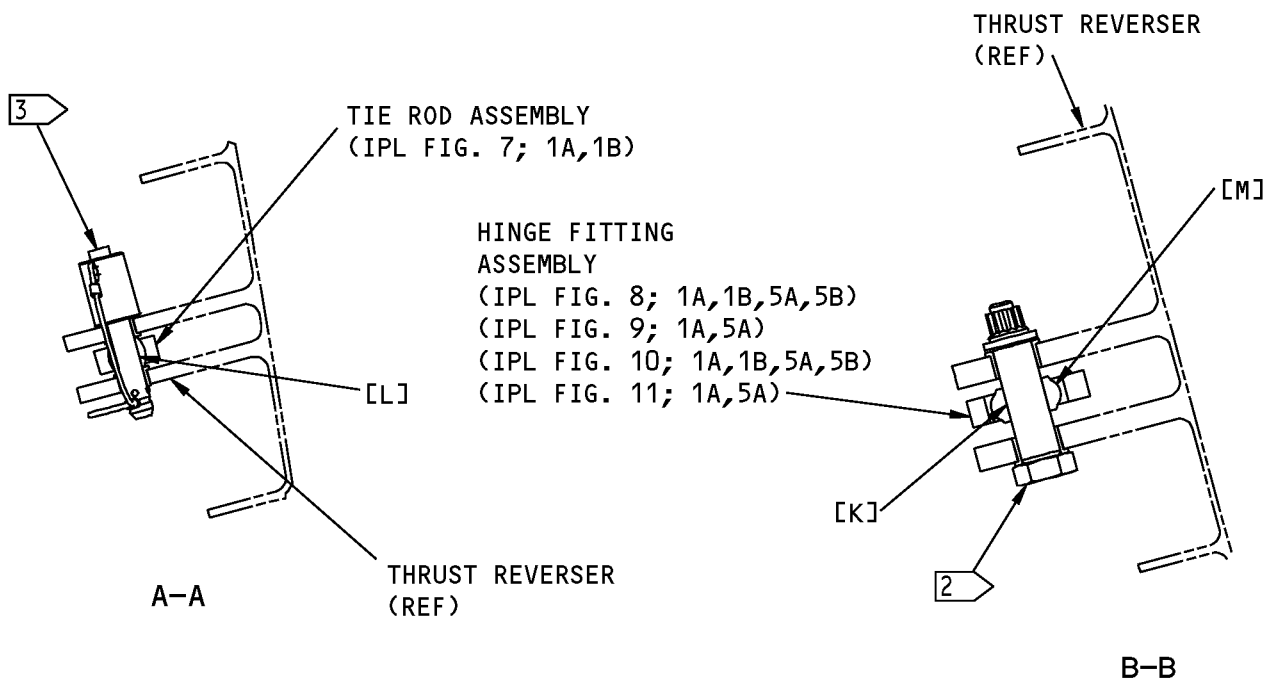 THRUST REVERSER
(REF)
3
TIE ROD ASSEMBLY
(IPL FIG. 7; 1A,1B)
[M]
HINGE FITTING
ASSEMBLY
(IPL FIG. 8; 1A,1B,5A,5B)
(IPL FIG. 9; 1A,5A)
(IPL FIG. 10; 1A,1B,5A,5B)
(IPL FIG. 11; 1A,5A)
[L]
[K]
THRUST REVERSER
(REF)
2
A–A
B–B